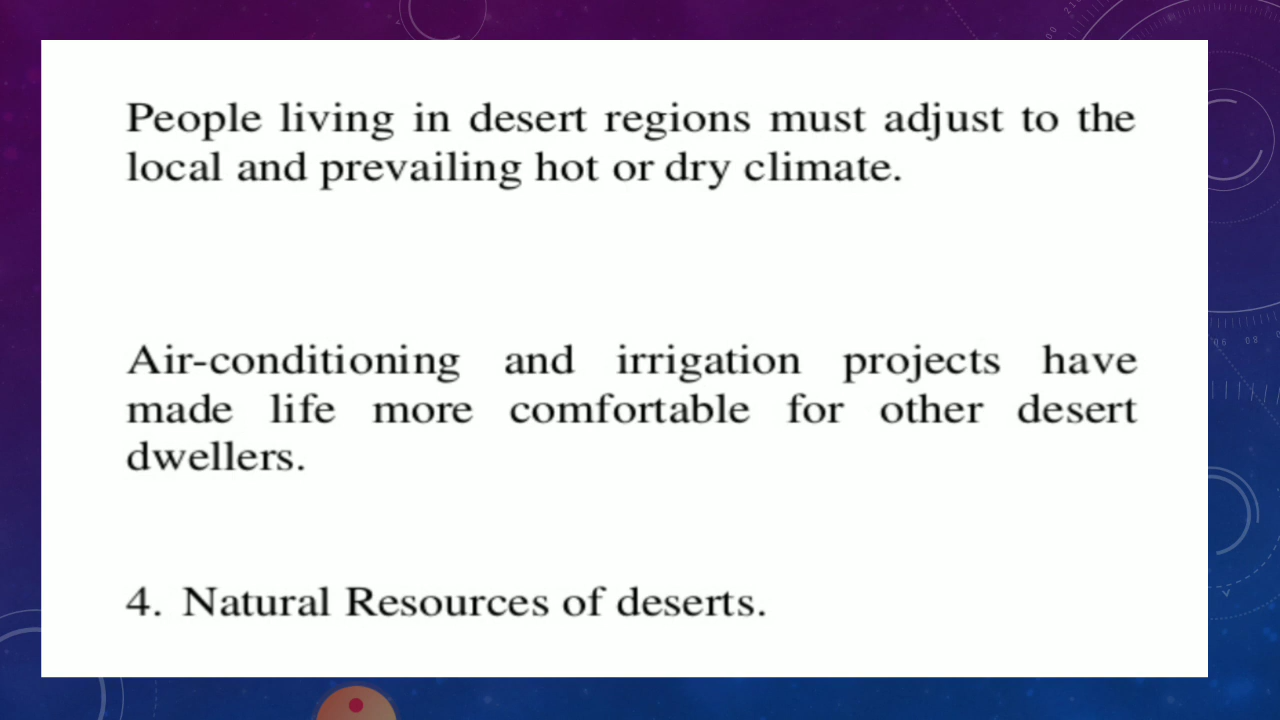 People living in desert regions must adjust to the
local and prevailing hot or dry climate.
Air-conditioning and irrigation projects have
made life more comfortable for other desert
dwellers.
4. Natural Resources of deserts.